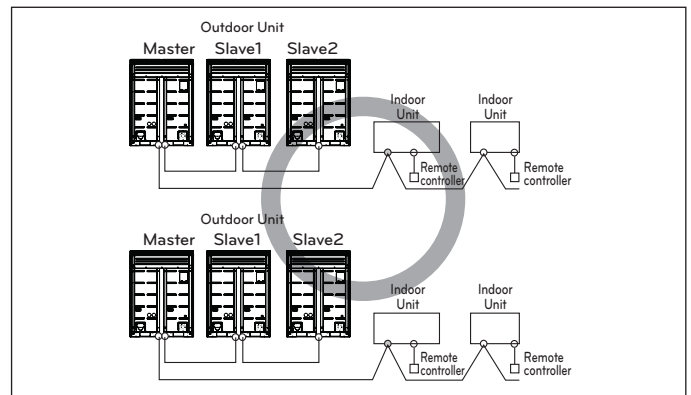 Outdoor Unit
Master Slave1 Slave2
Indoor Unit
Indoor Unit
Remote controller
Remote controller
Outdoor Unit
Master Slave1 Slave2
Indoor Unit
Indoor Unit
Remote controller
Remote controller